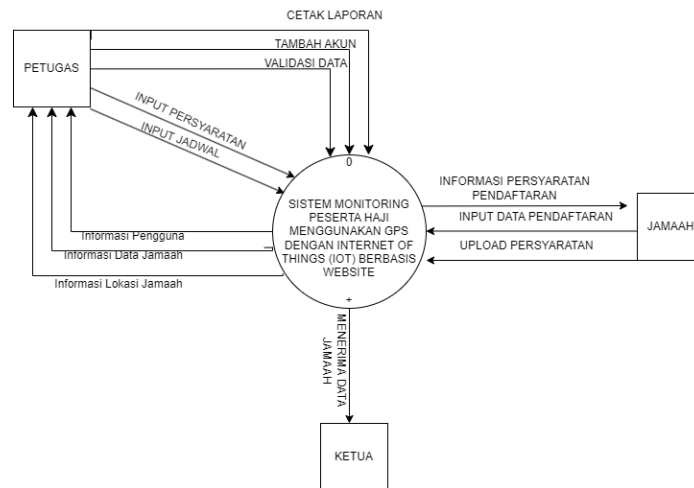 CETAK LAPORAN
PETUGAS
TAMBAH AKUN
VALIDASI DATA
INPUT PERSYARATAN
INPUT JADWAL
0
SISTEM MONITORING
PESERTA HAJI
MENGGUNAKAN GPS
DENGAN INTERNET OF
THINGS (IOT) BERBASIS
WEBSITE
+
INFORMASI PERSYARATAN
PENDAFTARAN
INPUT DATA PENDAFTARAN
UPLOAD PERSYARATAN
JAMAAH
Informasi Pengguna
Informasi Data Jamaah
Informasi Lokasi Jamaah
MENERIMA DATA
JAMAAH
KETUA